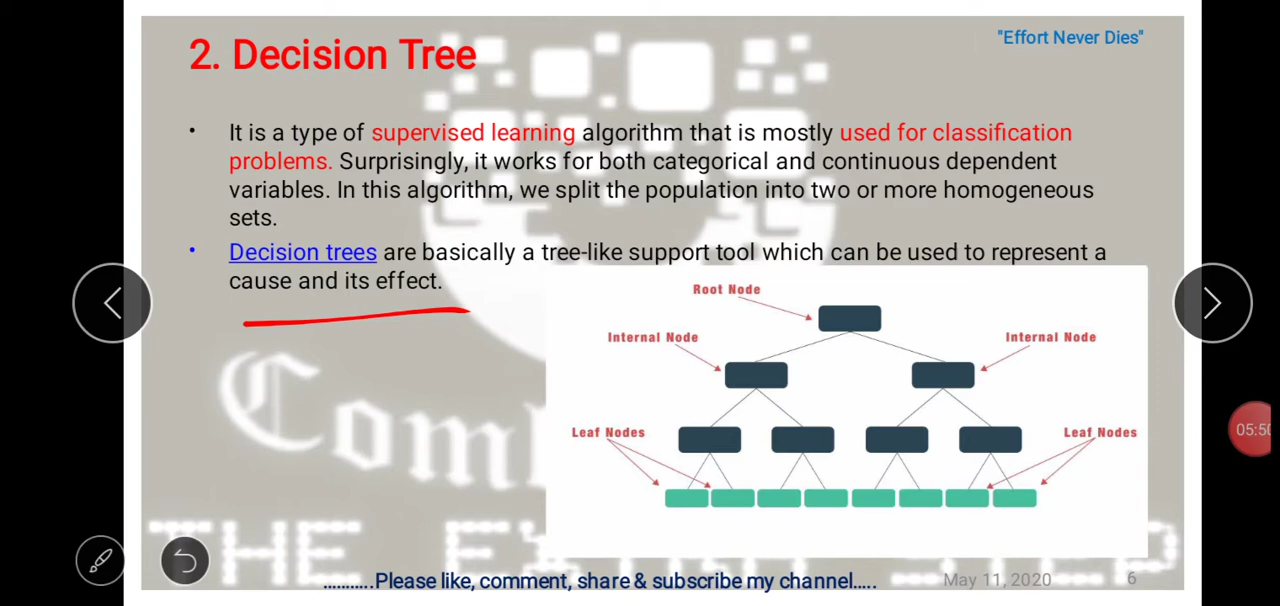 2. Decision Tree
"Effort Never Dies"
• It is a type of supervised learning algorithm that is mostly used for classification
problems. Surprisingly, it works for both categorical and continuous dependent
variables. In this algorithm, we split the population into two or more homogeneous
sets.
• Decision trees are basically a tree-like support tool which can be used to represent a
cause and its effect.
Root Node
Internal Node
Internal Node
Leaf Nodes
Leaf Nodes
THE EXT
...........Please like, comment, share & subscribe my channel.....
May 11, 2020
6
05:50